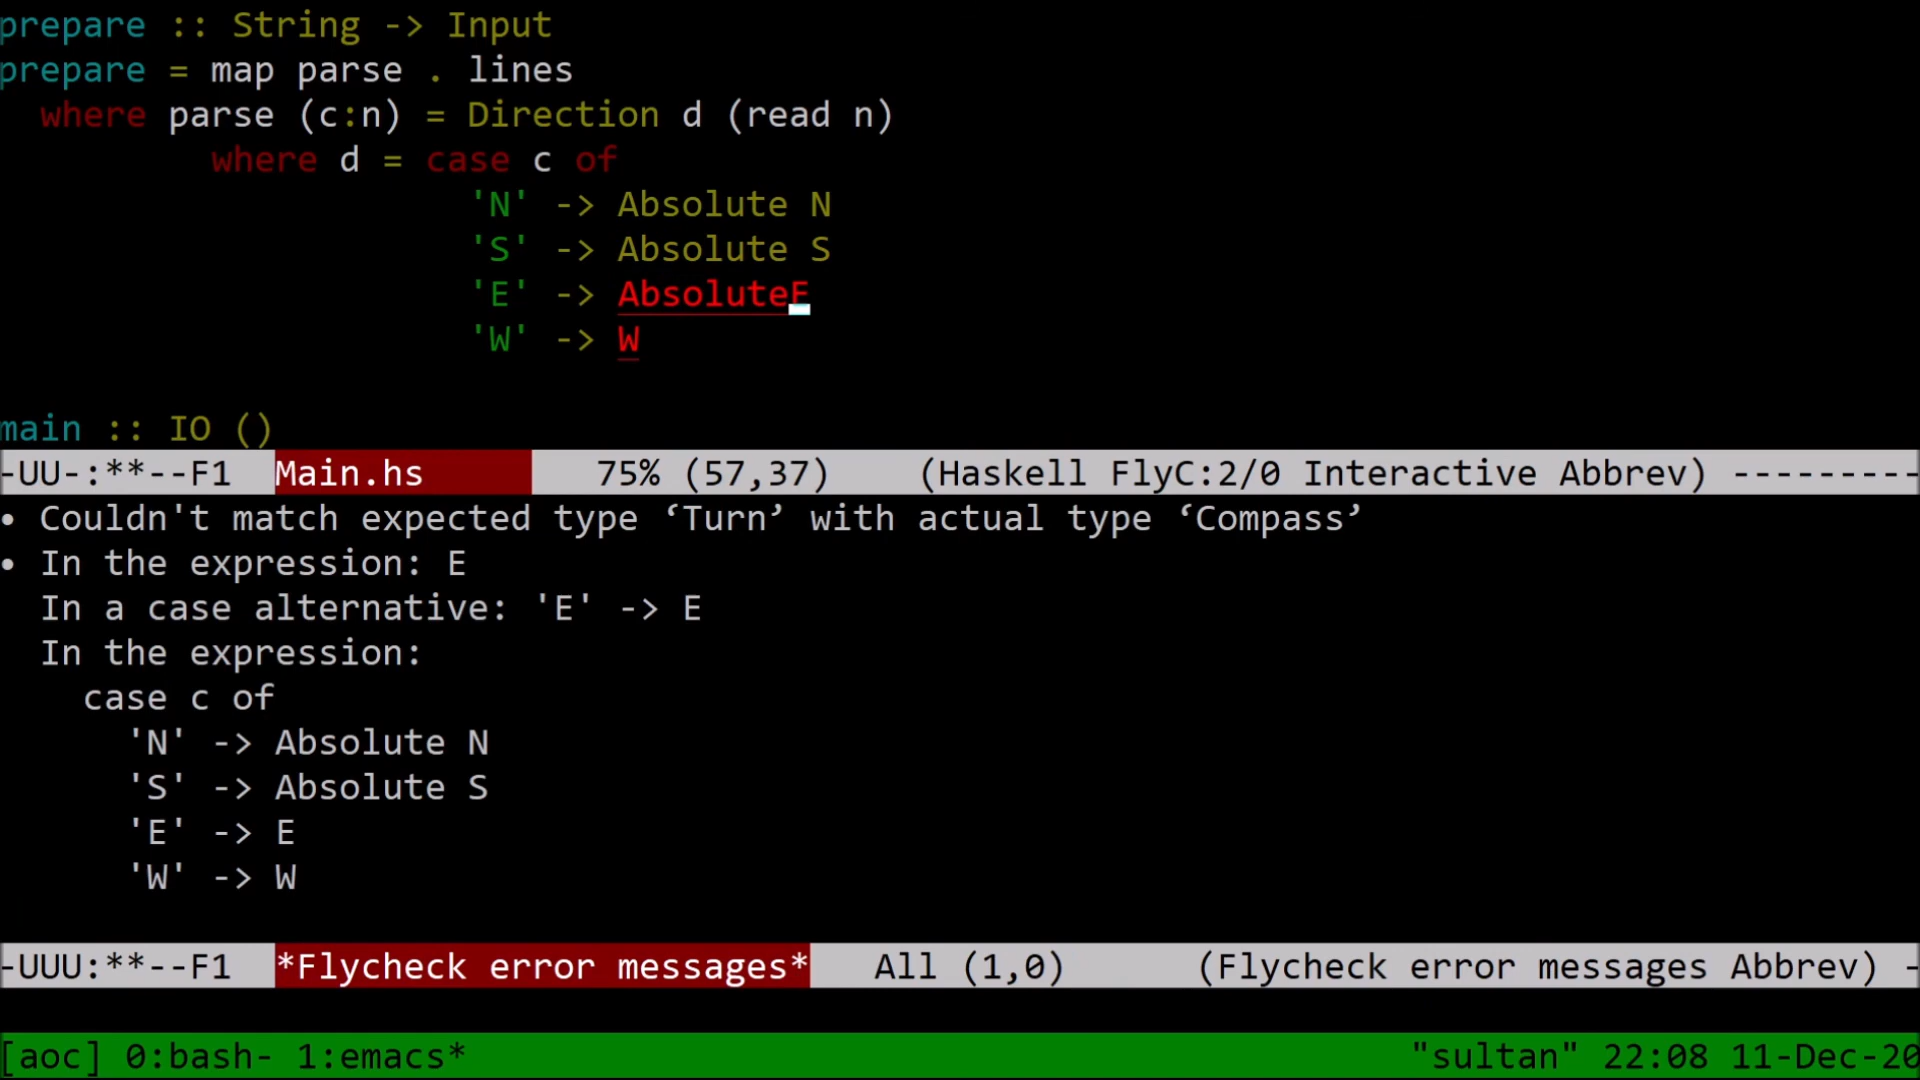 prepare :: String -> Input
prepare = map parse . lines
where parse (c:n) = Direction d (read n)
where d = case c of
'N' -> Absolute N
'S' -> Absolute S
'E' -> AbsoluteE
'W' -> W
main :: IO ()
-UU-:**--F1 Main.hs 75% (57,37) (Haskell FlyC:2/0 Interactive Abbrev) ---------
• Couldn't match expected type ‘Turn’ with actual type ‘Compass’
• In the expression: E
In a case alternative: 'E' -> E
In the expression:
case c of
'N' -> Absolute N
'S' -> Absolute S
'E' -> E
'W' -> W
-UUU:**--F1 *Flycheck error messages* All (1,0) (Flycheck error messages Abbrev) -
[aoc] 0:bash- 1:emacs* "sultan" 22:08 11-Dec-20